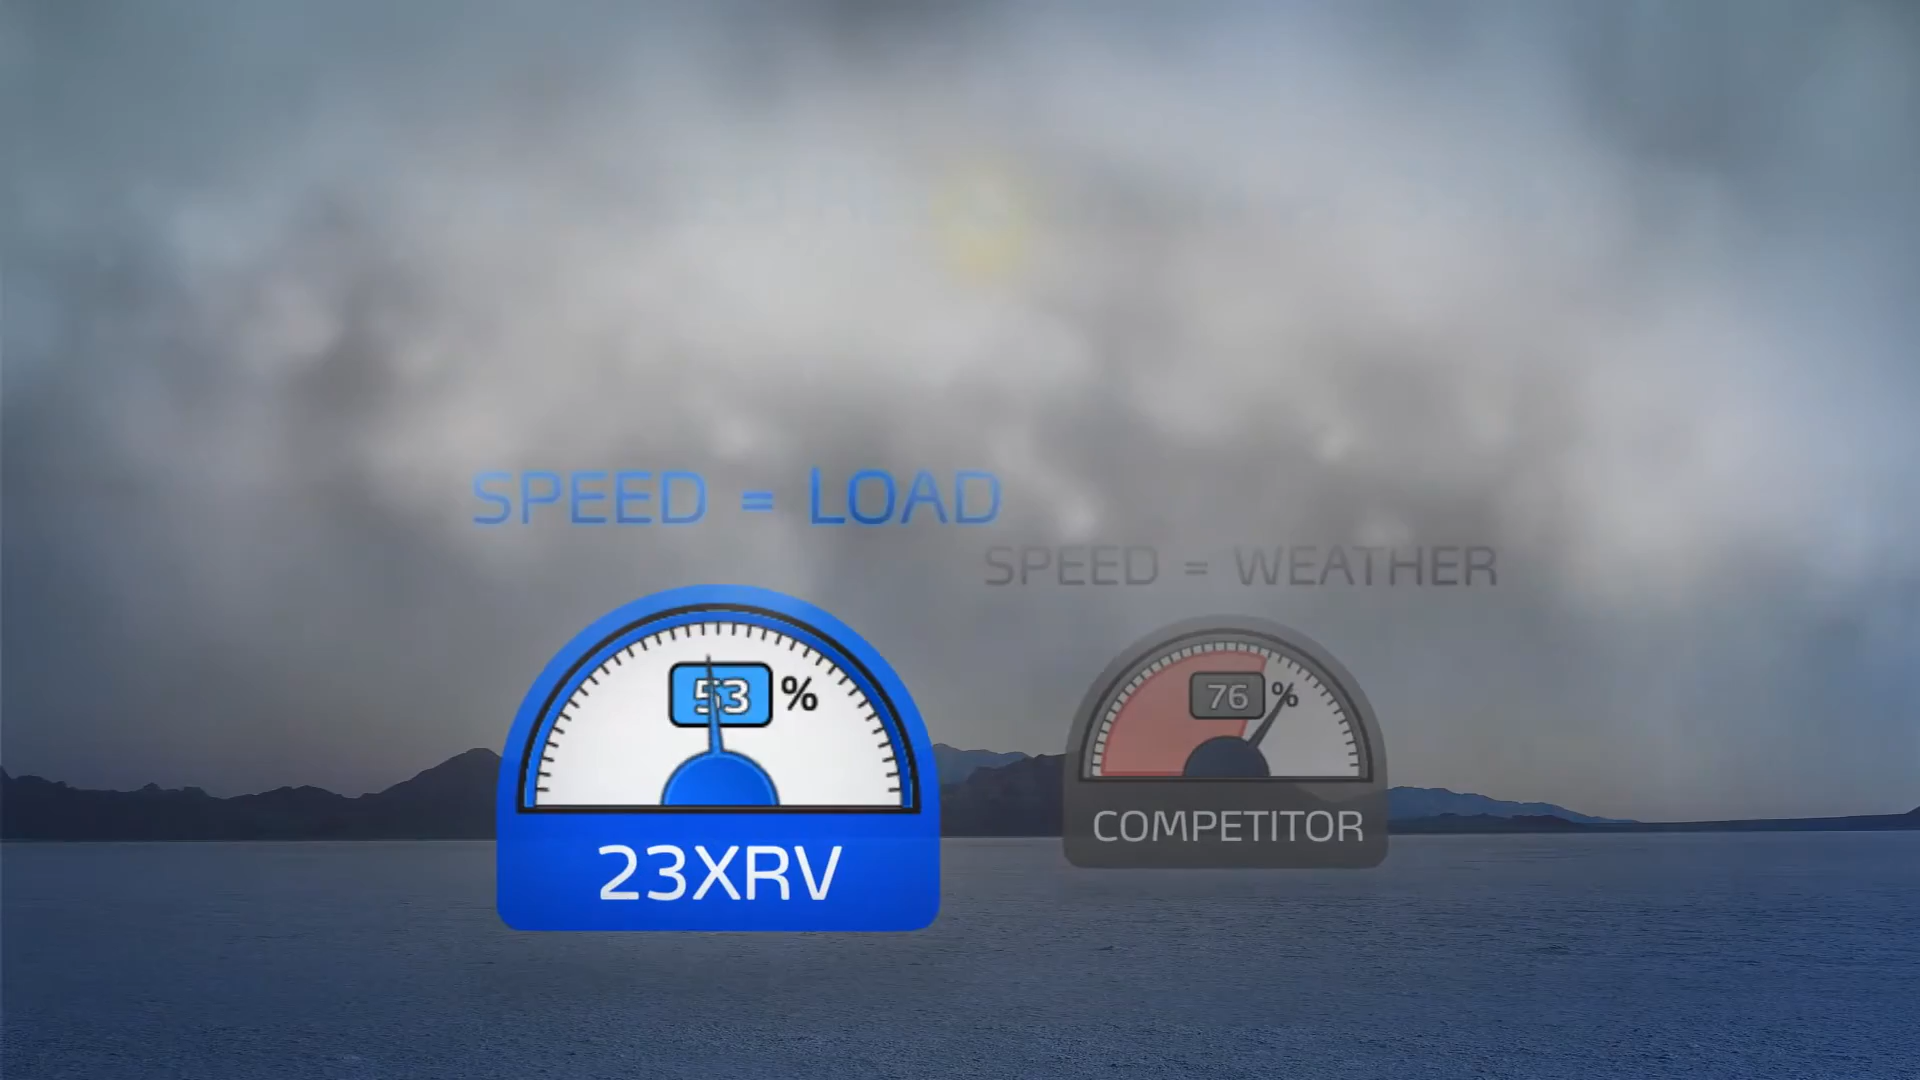 SPEED = LOAD
SPEED = WEATHER
53 %
76 %
23XRV
COMPETITOR